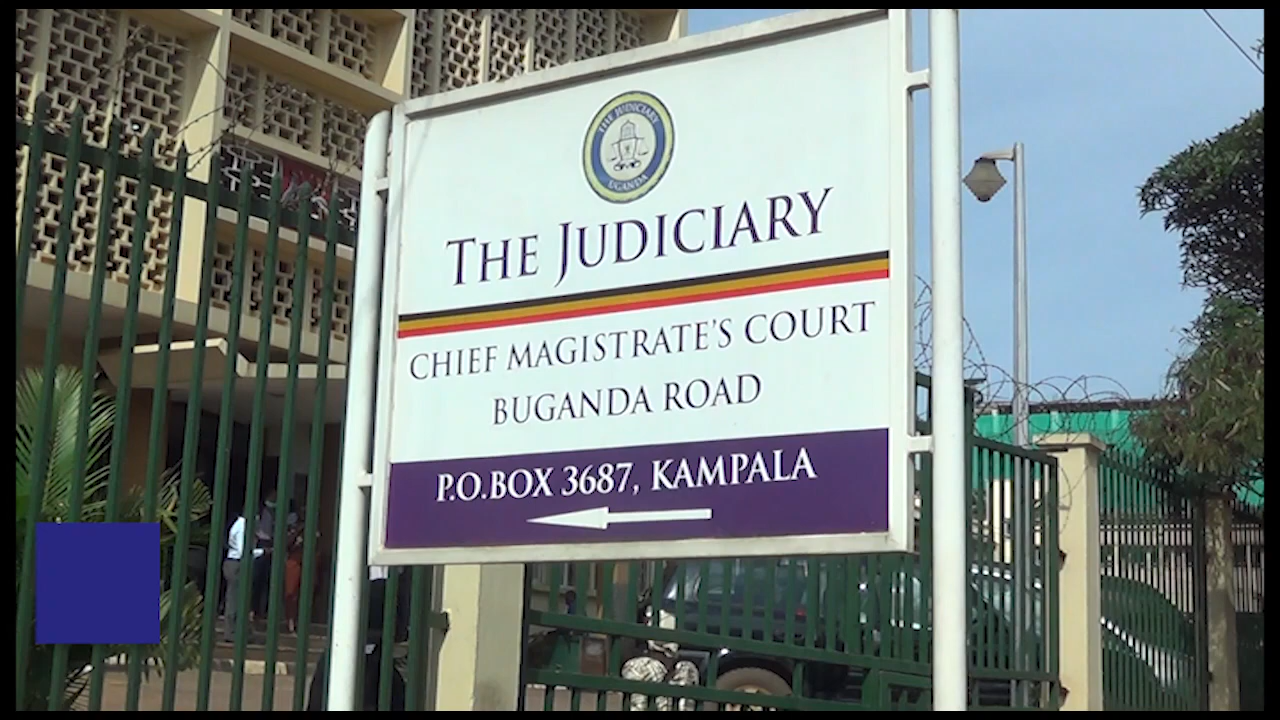 THE JUDICIARY
UGANDA
THE JUDICIARY
CHIEF MAGISTRATE'S COURT
BUGANDA ROAD
P.O.BOX 3687, KAMPALA